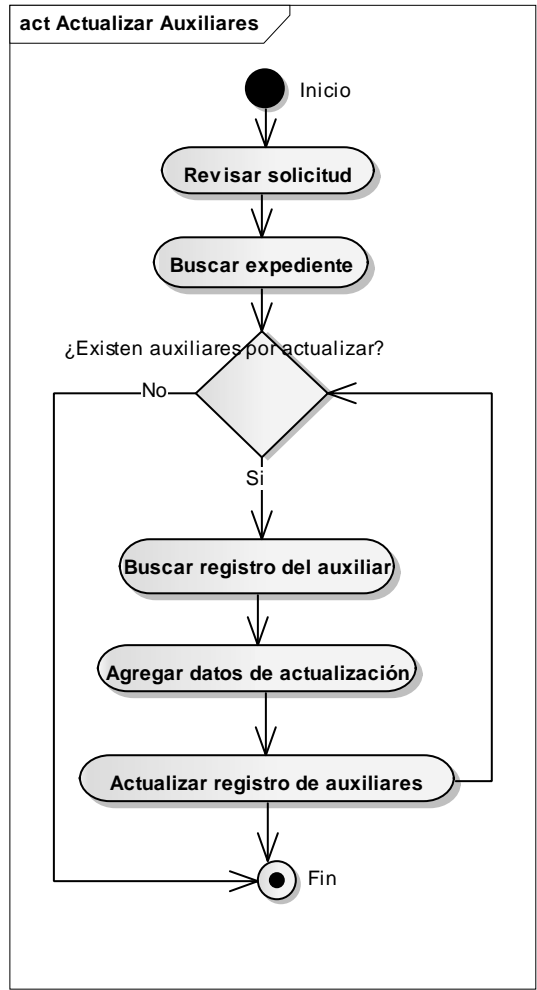 act Actualizar Auxiliares
Inicio
Revisar solicitud
Buscar expediente
¿Existen auxiliares por actualizar?
No
Si
Buscar registro del auxiliar
Agregar datos de actualización
Actualizar registro de auxiliares
Fin